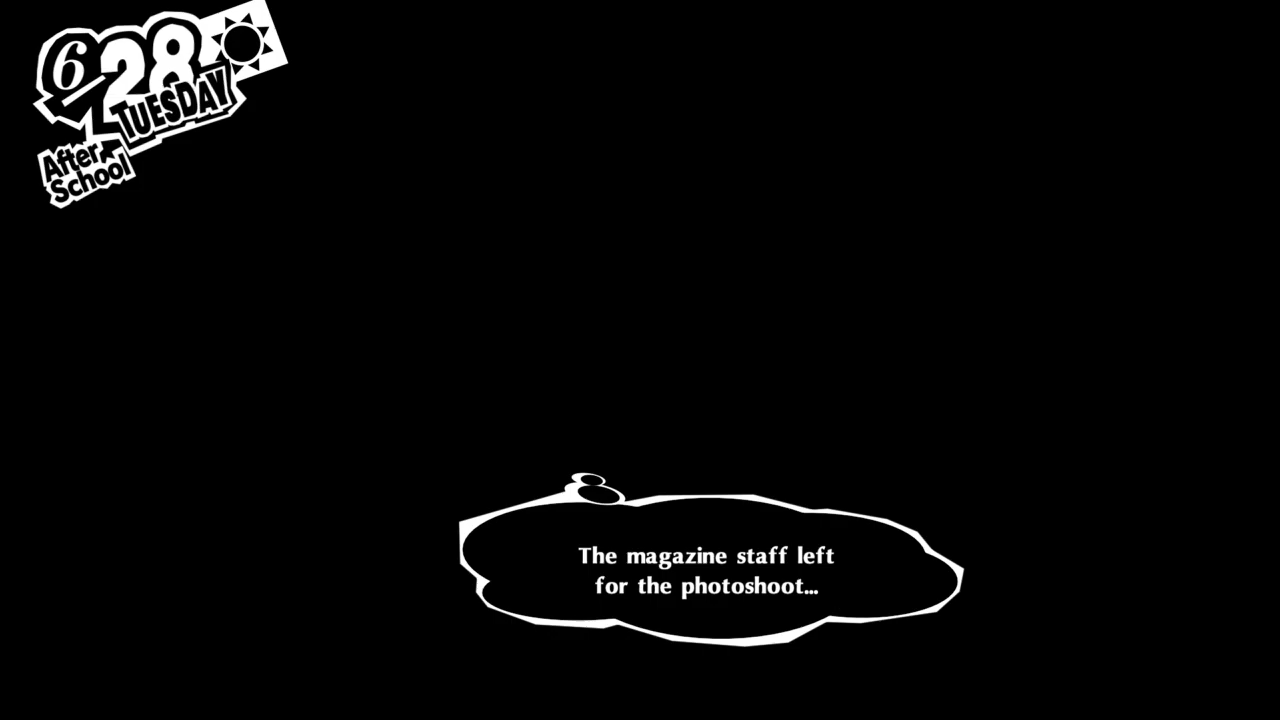 6/28
TUESDAY
After
School
The magazine staff left
for the photoshoot...